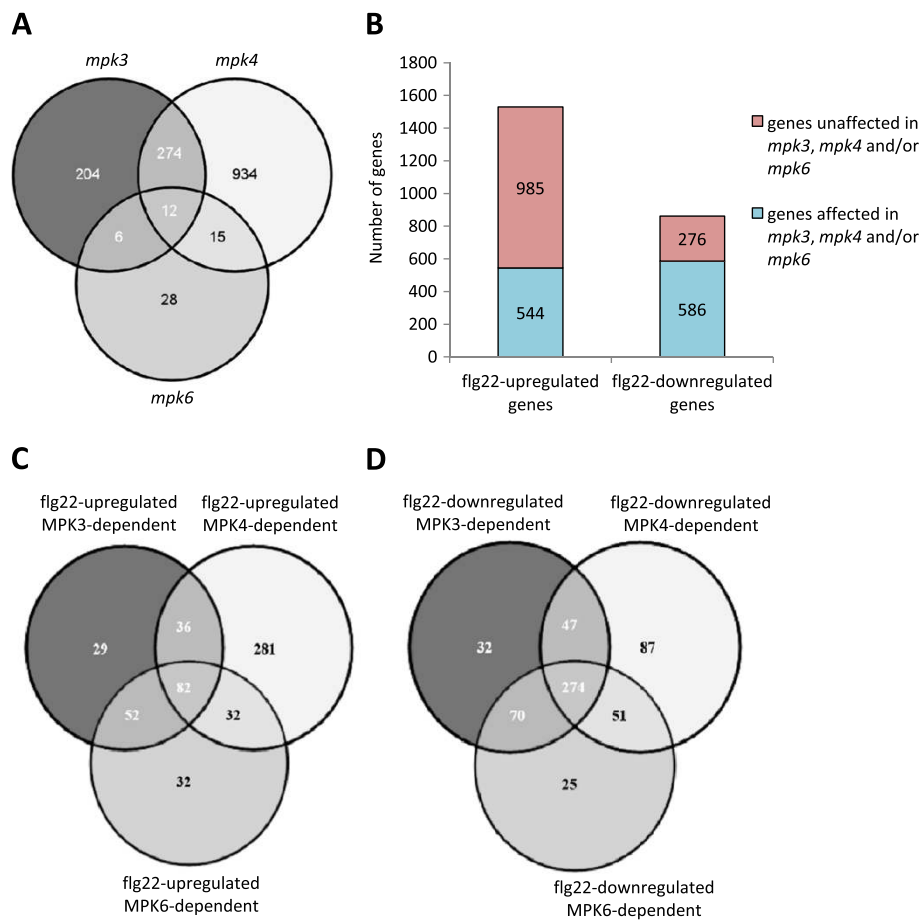 A
mpk3
mpk4
274
204
934
12
6
15
28
mpk6
B
1800
1600
1400
1200
1000
800
600
400
200
0
Number of genes
985
544
276
586
flg22-upregulated
genes
flg22-downregulated
genes
genes unaffected in
mpk3, mpk4 and/or
mpk6
genes affected in
mpk3, mpk4 and/or
mpk6
C
flg22-upregulated
MPK3-dependent
flg22-upregulated
MPK4-dependent
36
29
281
82
52
32
32
flg22-upregulated
MPK6-dependent
D
flg22-downregulated
MPK3-dependent
flg22-downregulated
MPK4-dependent
47
32
87
274
70
51
25
flg22-downregulated
MPK6-dependent